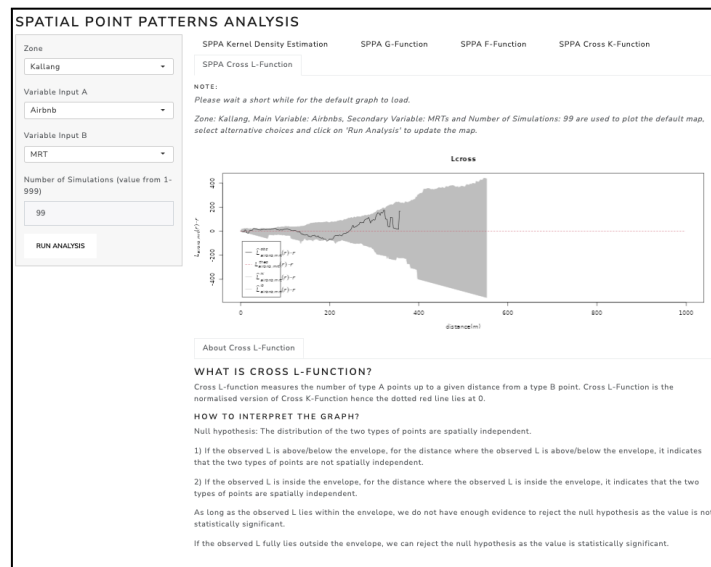 SPATIAL POINT PATTERNS ANALYSIS
Zone
Kallang
Variable Input A
Airbnb
Variable Input B
MRT
Number of Simulations (value from 1-
999)
99
RUN ANALYSIS
SPPA Kernel Density Estimation
SPPA G-Function
SPPA F-Function
SPPA Cross K-Function
SPPA Cross L-Function
NOTE:
Please wait a short while for the default graph to load.
Zone: Kallang, Main Variable: Airbnbs, Secondary Variable: MRTs and Number of Simulations: 99 are used to plot the default map,
select alternative choices and click on 'Run Analysis' to update the map.
Lcross
400
200
0
-200
-400
0
200
400
600
800
1000
distance(m)
About Cross L-Function
WHAT IS CROSS L-FUNCTION?
Cross L-function measures the number of type A points up to a given distance from a type B point. Cross L-Function is the
normalised version of Cross K-Function hence the dotted red line lies at 0.
HOW TO INTERPRET THE GRAPH?
Null hypothesis: The distribution of the two types of points are spatially independent.
1) If the observed L is above/below the envelope, for the distance where the observed L is above/below the envelope, it indicates
that the two types of points are not spatially independent.
2) If the observed L is inside the envelope, for the distance where the observed L is inside the envelope, it indicates that the two
types of points are spatially independent.
As long as the observed L lies within the envelope, we do not have enough evidence to reject the null hypothesis as the value is not
statistically significant.
If the observed L fully lies outside the envelope, we can reject the null hypothesis as the value is statistically significant.